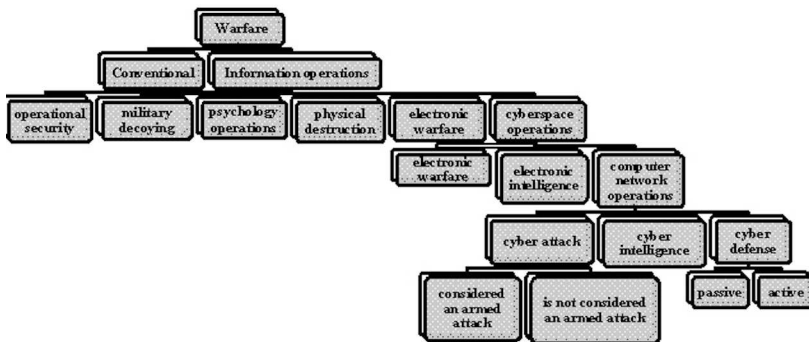 Warfare
Conventional
Information operations
operational
security
military
decoying
psychology
operations
physical
destruction
electronic
warfare
cyberspace
operations
electronic
warfare
electronic
intelligence
computer
network
operations
cyber attack
cyber
intelligence
cyber
defense
considered
an armed
attack
is not considered
an armed attack
passive
active